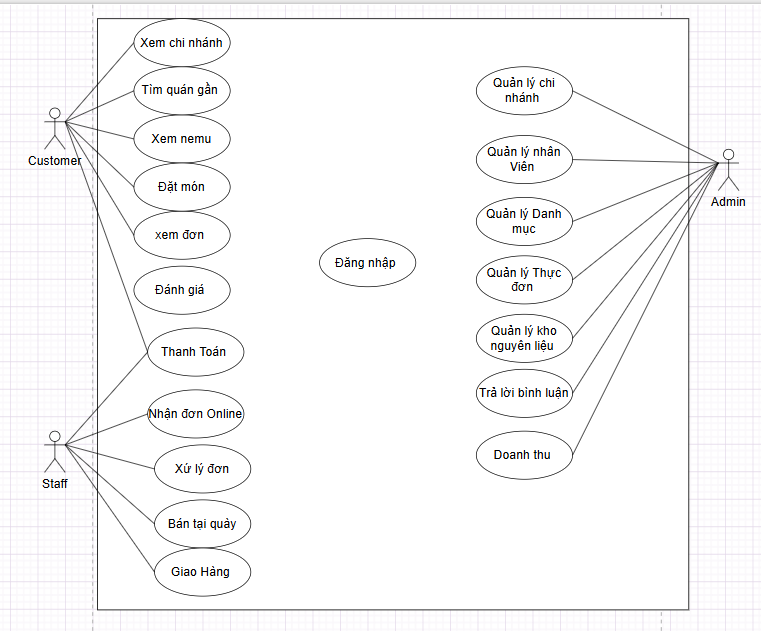 Xem chi nhánh
Tìm quán gần
Xem nemu
Đặt món
xem đơn
Đánh giá
Thanh Toán
Nhận đơn Online
Xử lý đơn
Bán tại quày
Giao Hảng
Customer
Staff
Đăng nhập
Quản lý chi
nhánh
Quản lý nhân
Viên
Quản lý Danh
mục
Quản lý Thực
đơn
Quản lý kho
nguyên liệu
Trả lời bình luận
Doanh thu
Admin